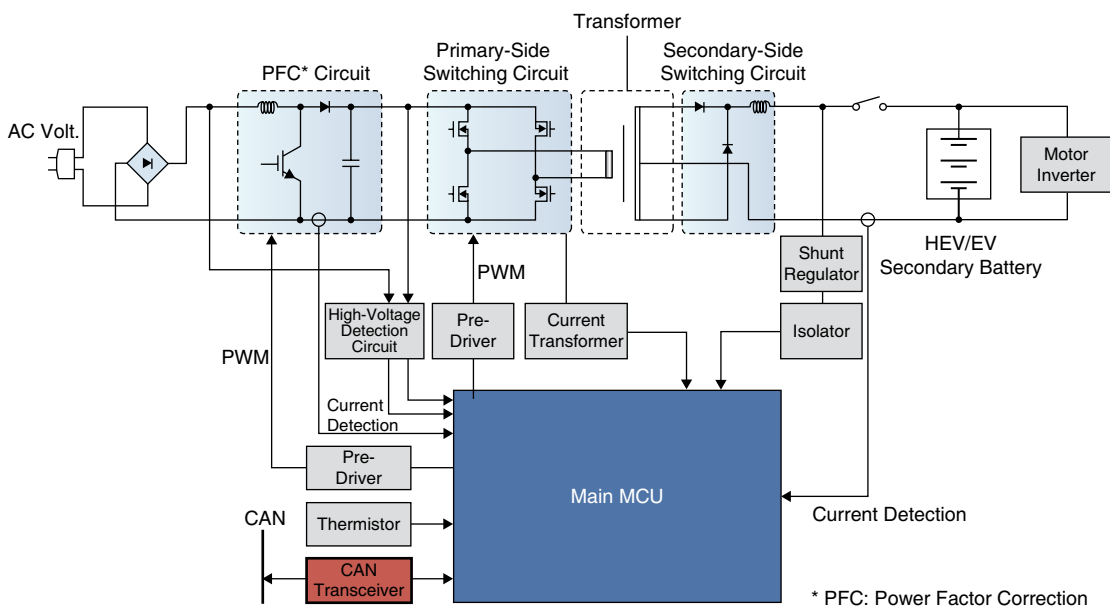 Transformer
PFC* Circuit
Primary-Side
Switching Circuit
Secondary-Side
Switching Circuit
AC Volt.
Motor
Inverter
HEV/EV
Secondary Battery
Shunt
Regulator
PWM
High-Voltage
Detection
Circuit
Pre-
Driver
Current
Transformer
Isolator
PWM
Current
Detection
Pre-
Driver
Main MCU
Current Detection
CAN
Thermistor
CAN
Transceiver
* PFC: Power Factor Correction